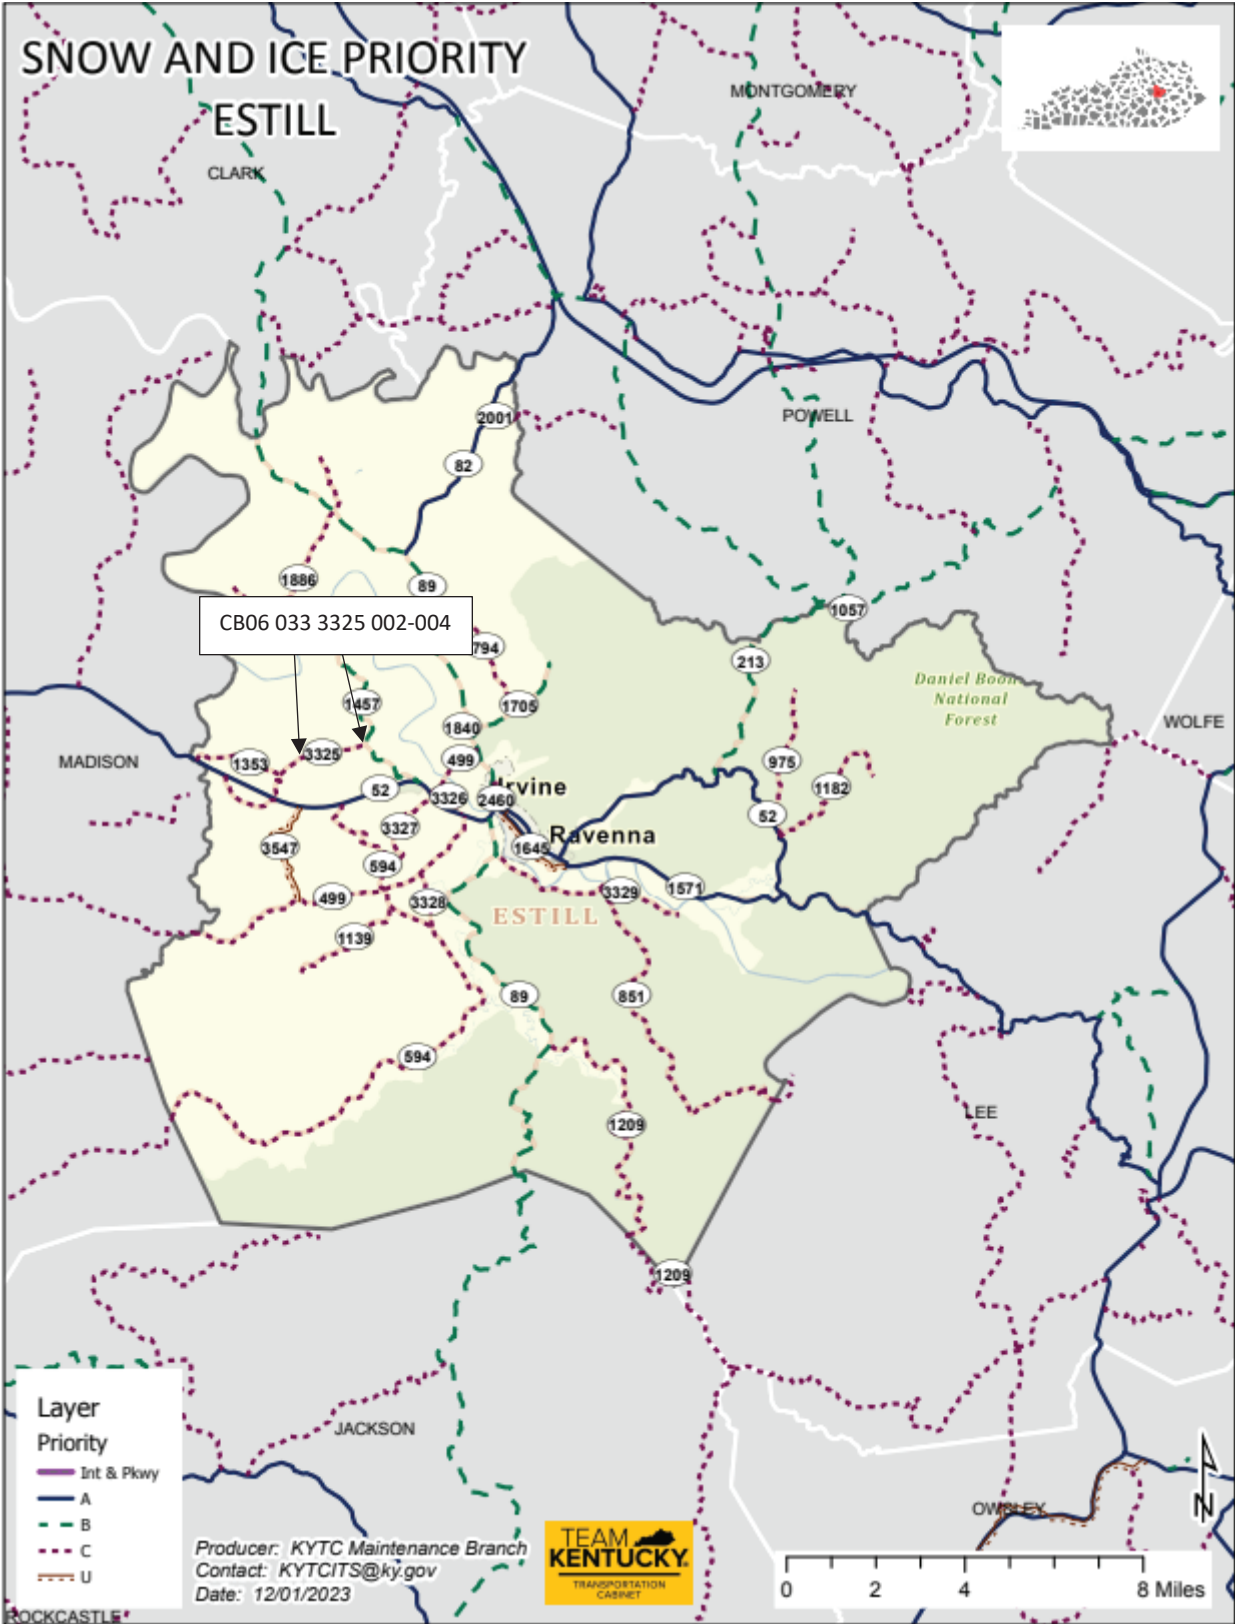 SNOW AND ICE PRIORITY
ESTILL
MONTGOMERY
CLARK
POWELL
2001
82
1886
89
CB06 033 3325 002-004
794
1057
213
Daniel Boon
National
Forest
1457
1705
1840
WOLFE
MADISON
1353
3325
499
975
52
3326
2460
Irvine
1182
52
3327
3547
1645
Ravenna
594
499
3328
3329
1571
ESTILL
1139
89
851
594
LEE
1209
1209
Layer
Priority
Int & Pkwy
A
B
C
U
JACKSON
OWSLEY
N
Producer: KYTC Maintenance Branch
Contact: KYTCITS@ky.gov
Date: 12/01/2023
TEAM
KENTUCKY
TRANSPORTATION
CABINET
0 2 4 8 Miles
ROCKCASTLE